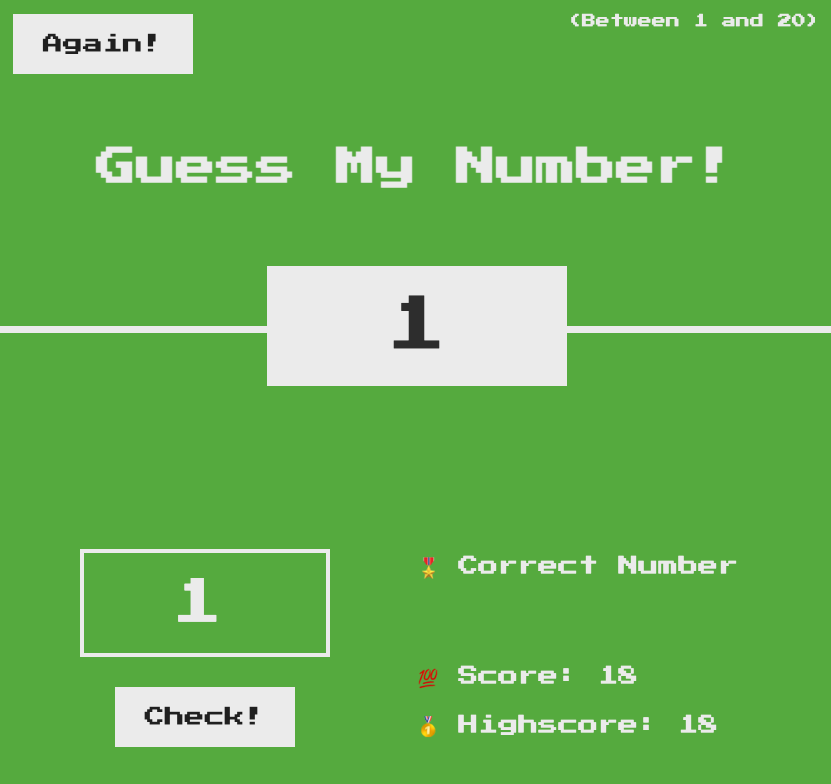 Again!
(Between 1 and 20)
Guess My Number!
1
1
Check!
🎖️ Correct Number
💯 Score: 18
🥇 Highscore: 18